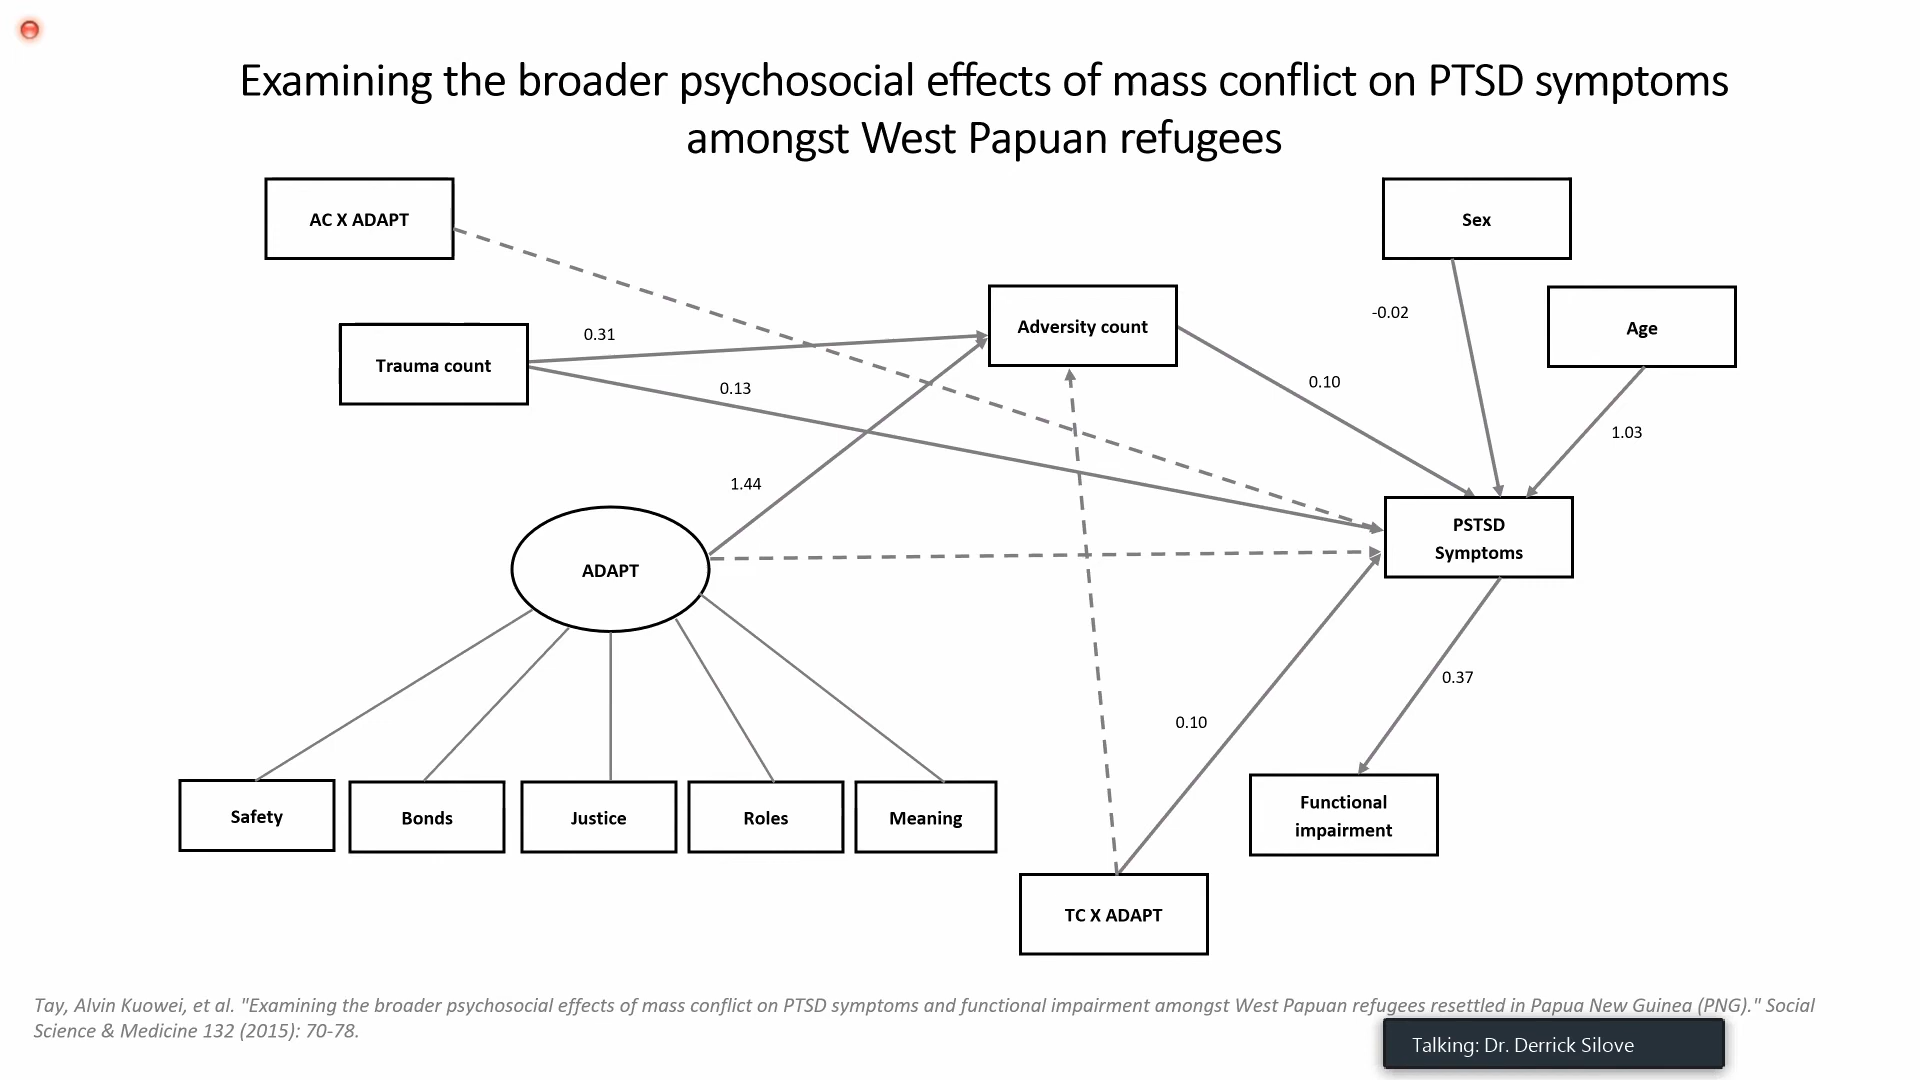 Examining the broader psychosocial effects of mass conflict on PTSD symptoms
amongst West Papuan refugees
AC X ADAPT
Sex
Adversity count
Age
-0.02
0.31
Trauma count
0.13
0.10
1.03
1.44
PSTSD
Symptoms
ADAPT
0.37
0.10
Safety
Bonds
Justice
Roles
Meaning
Functional
impairment
TC X ADAPT
Tay, Alvin Kuowei, et al. "Examining the broader psychosocial effects of mass conflict on PTSD symptoms and functional impairment amongst West Papuan refugees resettled in Papua New Guinea (PNG)." Social
Science & Medicine 132 (2015): 70-78.
Talking: Dr. Derrick Silove